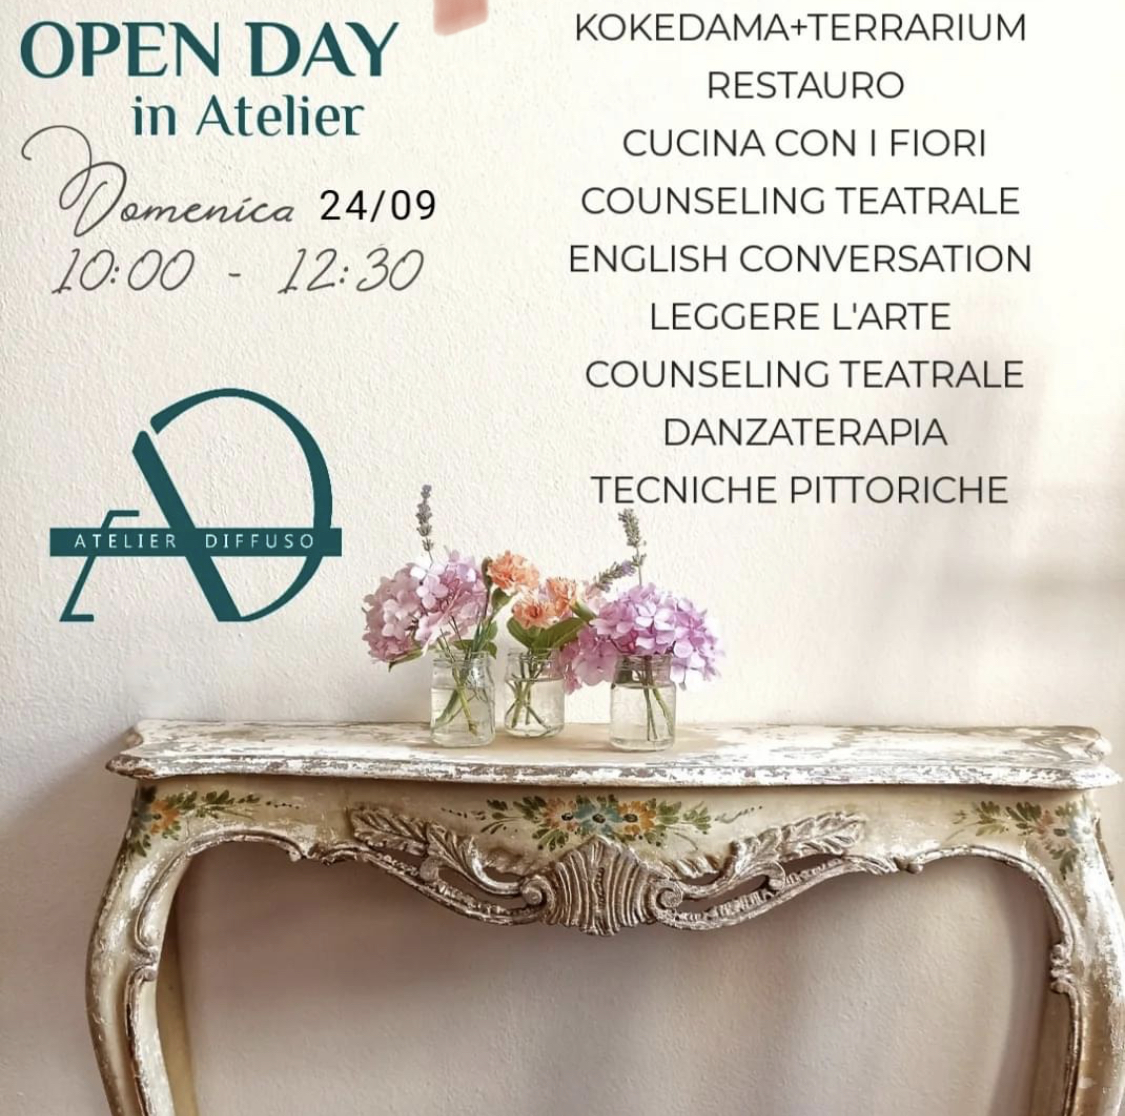 OPEN DAY
in Atelier
Domenica 24/09
10:00 - 12:30
ATELIER DIFFUSO
KOKEDAMA+TERRARIUM
RESTAURO
CUCINA CON I FIORI
COUNSELING TEATRALE
ENGLISH CONVERSATION
LEGGERE L'ARTE
COUNSELING TEATRALE
DANZATERAPIA
TECNICHE PITTORICHE